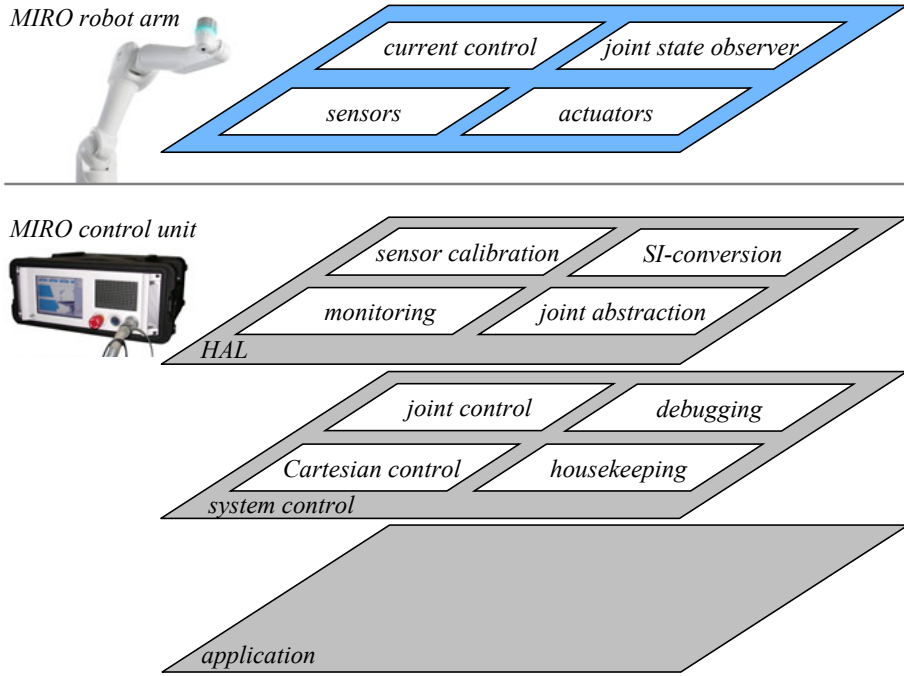 MIRO robot arm
current control
joint state observer
sensors
actuators
MIRO control unit
sensor calibration
SI-conversion
monitoring
joint abstraction
HAL
joint control
debugging
Cartesian control
housekeeping
system control
application